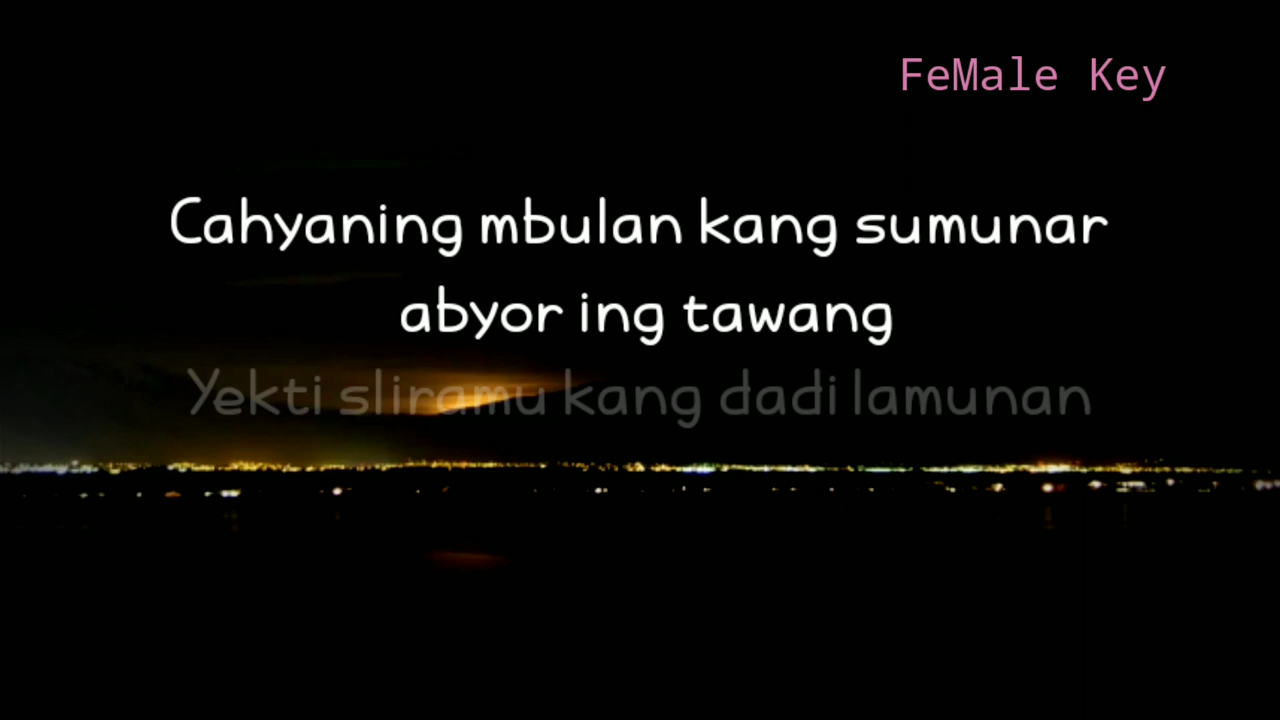 FeMale Key
Cahyaning mbulan kang sumunar
abyor ing tawang
Yekti sliramu kang dadi lamunan